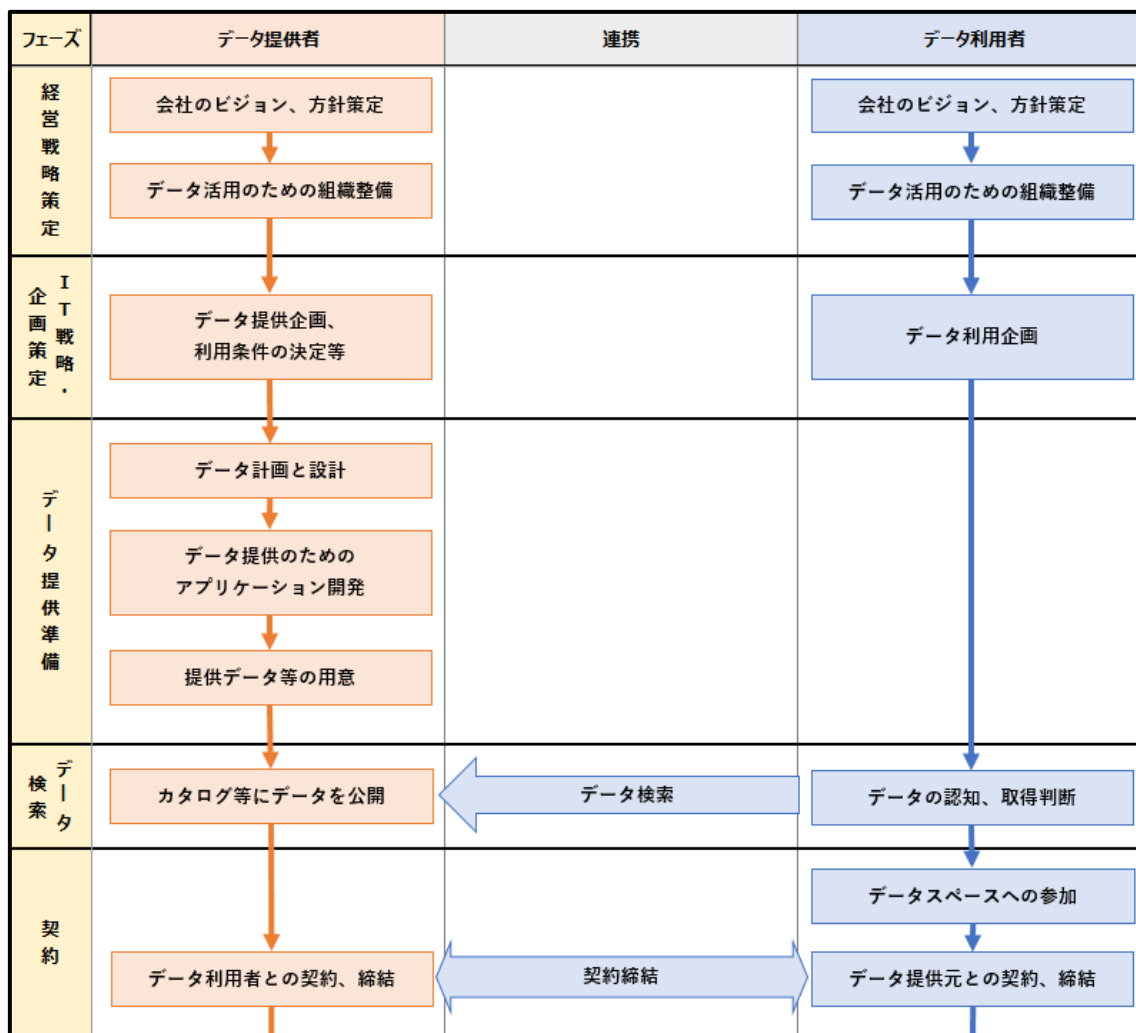 フェーズ
データ提供者
連携
データ利用者
経営戦略策定
会社のビジョン、方針策定
会社のビジョン、方針策定
データ活用のための組織整備
データ活用のための組織整備
IT戦略・
企画策定
データ提供企画、
利用条件の決定等
データ利用企画
データ提供準備
データ計画と設計
データ提供のための
アプリケーション開発
提供データ等の用意
データ
検索
カタログ等にデータを公開
データ検索
データの認知、取得判断
契約
データスペースへの参加
データ利用者との契約、締結
契約締結
データ提供元との契約、締結